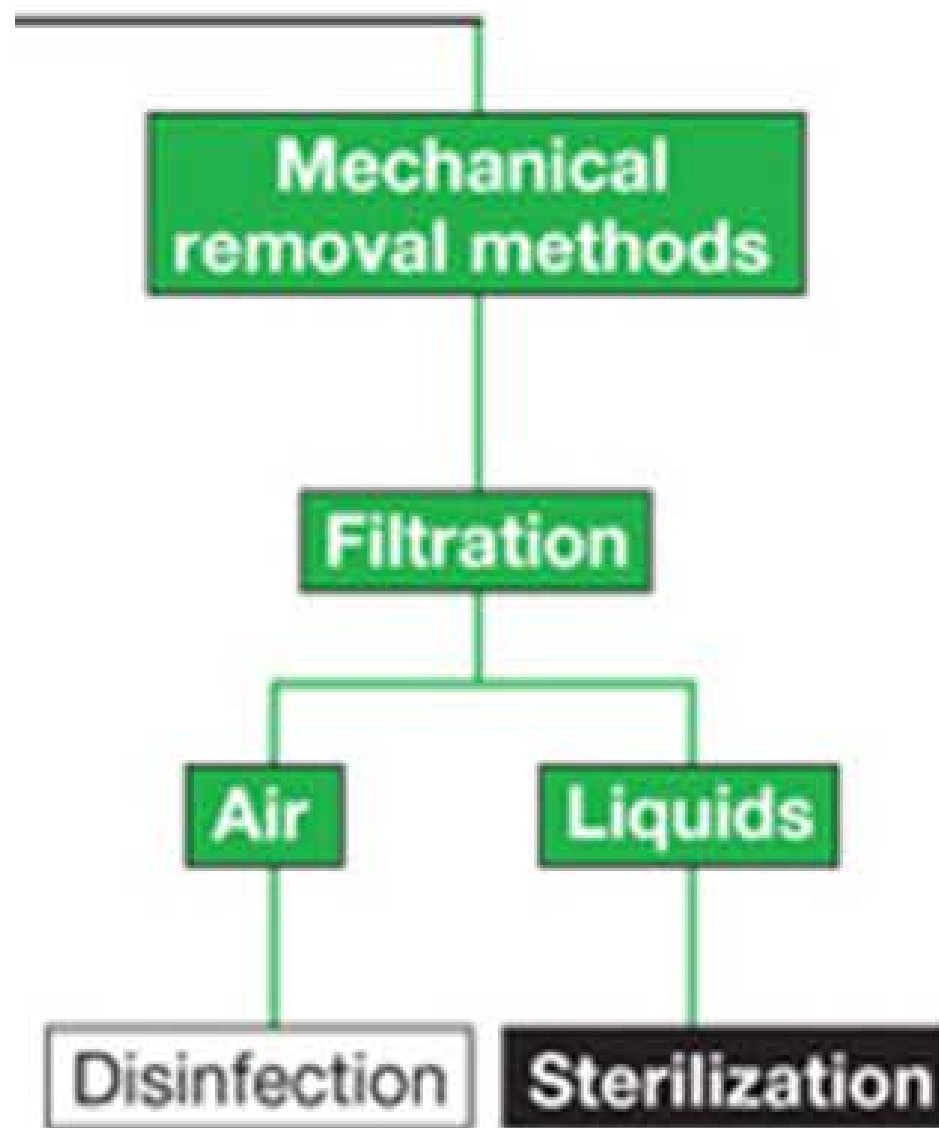 Mechanical
removal methods
Filtration
Air
Liquids
Disinfection
Sterilization